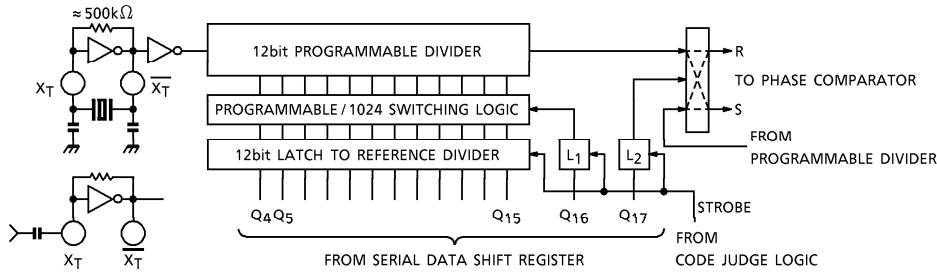 ≈500kΩ
12bit PROGRAMMABLE DIVIDER
R
X_T
X̅_T̅
TO PHASE COMPARATOR
PROGRAMMABLE/1024 SWITCHING LOGIC
S
FROM
PROGRAMMABLE DIVIDER
12bit LATCH TO REFERENCE DIVIDER
L1
L2
Q4 Q5
Q15
Q16
Q17
STROBE
FROM
CODE JUDGE LOGIC
X_T
X̅_T̅
FROM SERIAL DATA SHIFT REGISTER